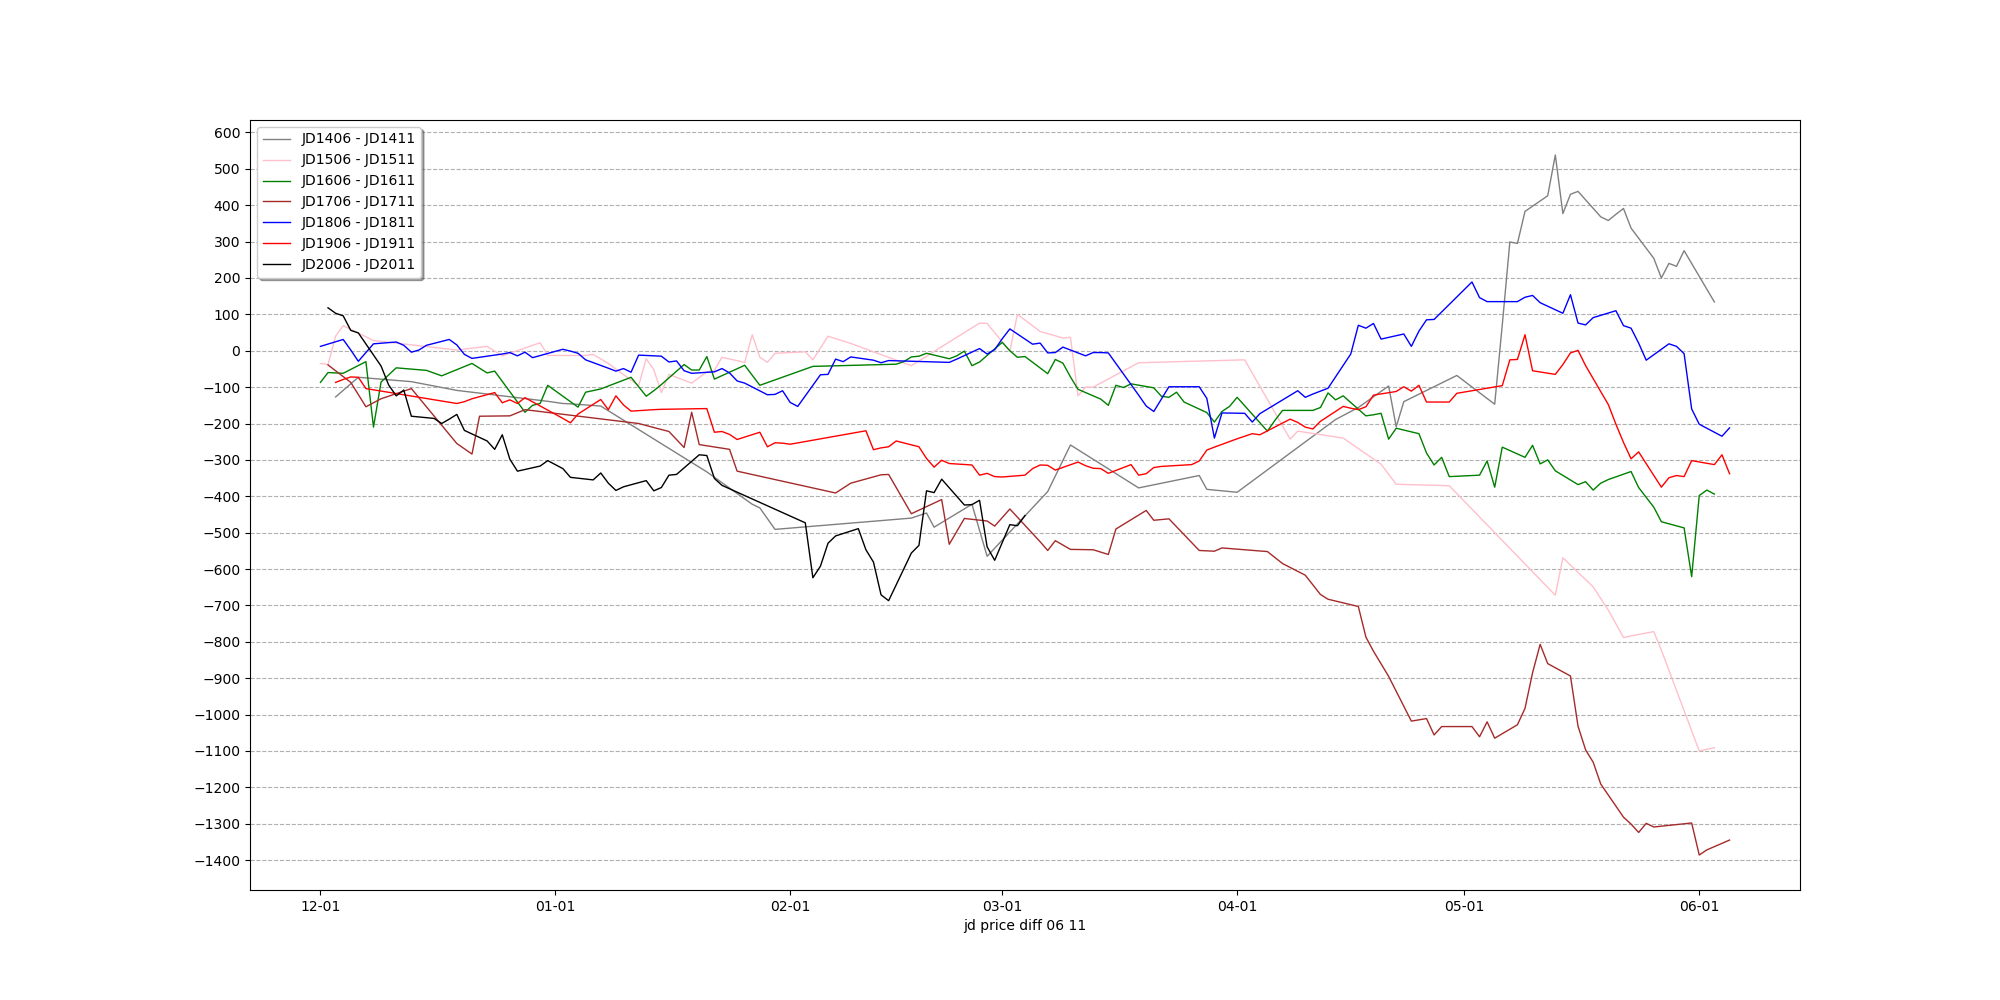 600
500
400
300
200
100
0
−100
−200
−300
−400
−500
−600
−700
−800
−900
−1000
−1100
−1200
−1300
−1400
JD1406 - JD1411
JD1506 - JD1511
JD1606 - JD1611
JD1706 - JD1711
JD1806 - JD1811
JD1906 - JD1911
JD2006 - JD2011
12-01 01-01 02-01 03-01 04-01 05-01 06-01
jd price diff 06 11